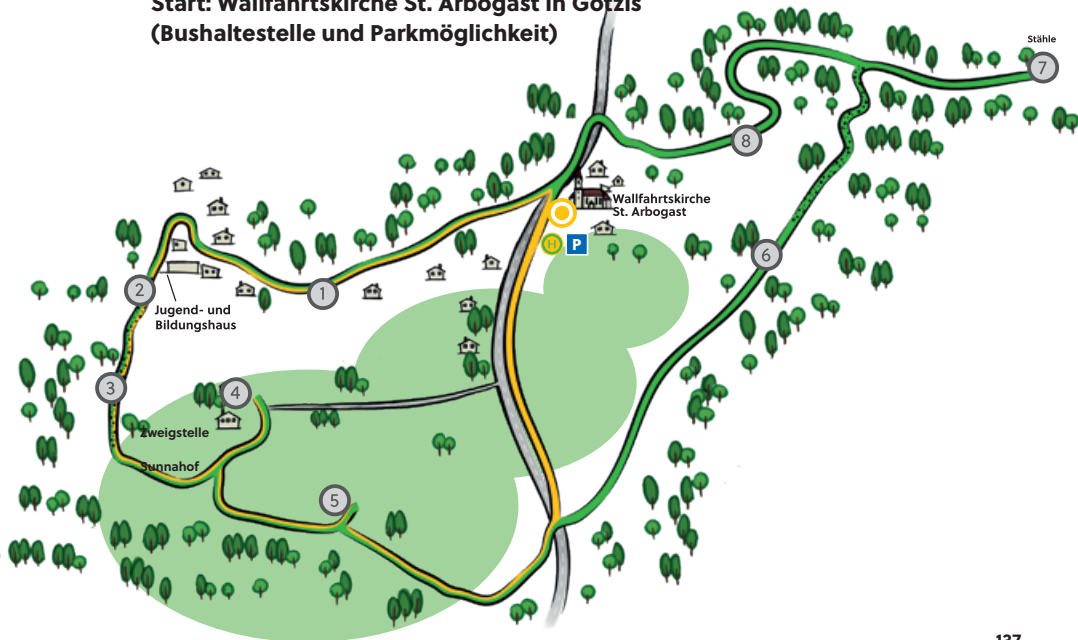 Start: Wallfahrtskirche St. Arbogast in Götzis
(Bushaltestelle und Parkmöglichkeit)
Stähle
7
8
Wallfahrtskirche
St. Arbogast
H P
6
2
1
Jugend- und
Bildungshaus
3
4
Zweigstelle
Sunnahof
5
137